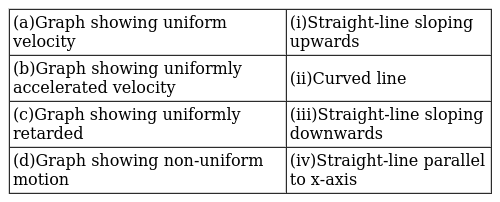 (a)Graph showing uniform velocity
(i)Straight-line sloping upwards
(b)Graph showing uniformly accelerated velocity
(ii)Curved line
(c)Graph showing uniformly retarded
(iii)Straight-line sloping downwards
(d)Graph showing non-uniform motion
(iv)Straight-line parallel to x-axis